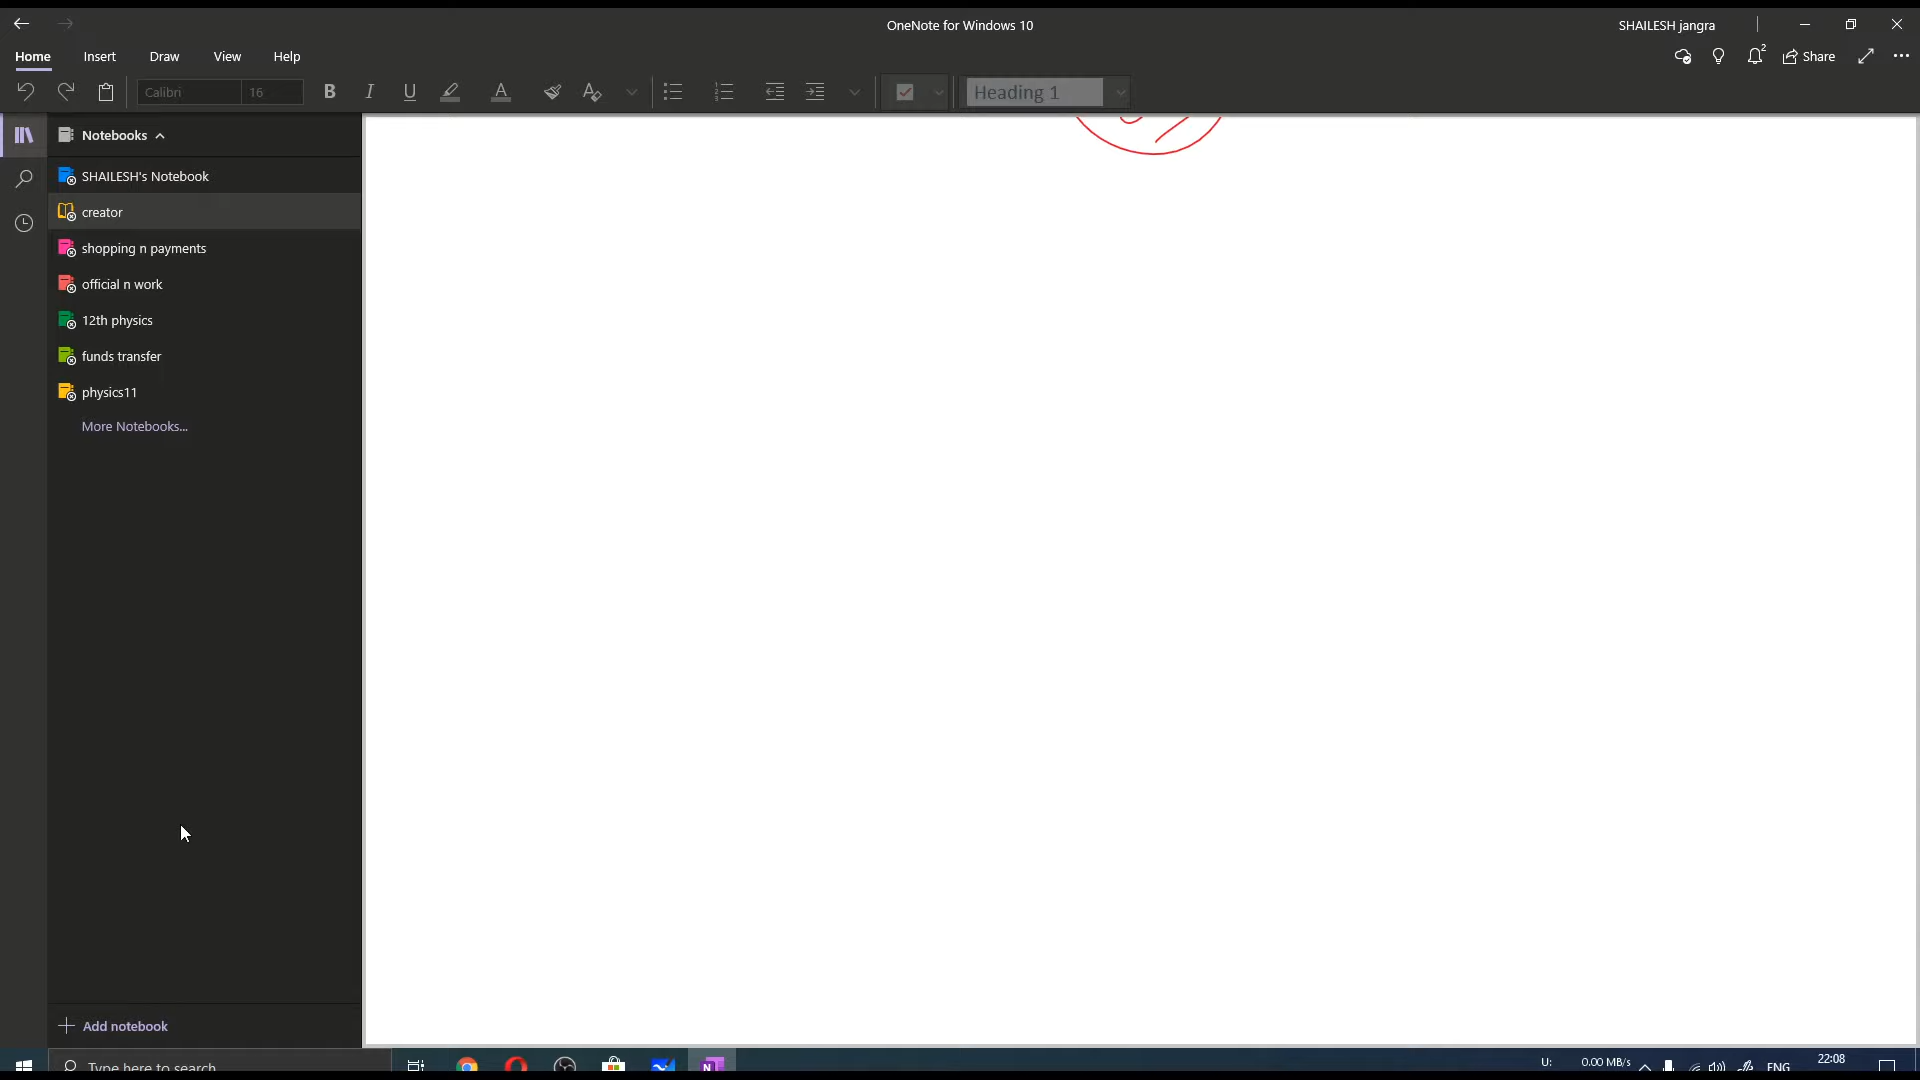 OneNote for Windows 10
SHAILESH jangra
Home
Insert
Draw
View
Help
2
Share
Calibri
16
B
I
U
A
A
Heading 1
Notebooks
SHAILESH's Notebook
creator
shopping n payments
official n work
12th physics
funds transfer
physics11
More Notebooks...
Add notebook
Type here to search
N
U:
0.00 MB/s
ENG
22:08